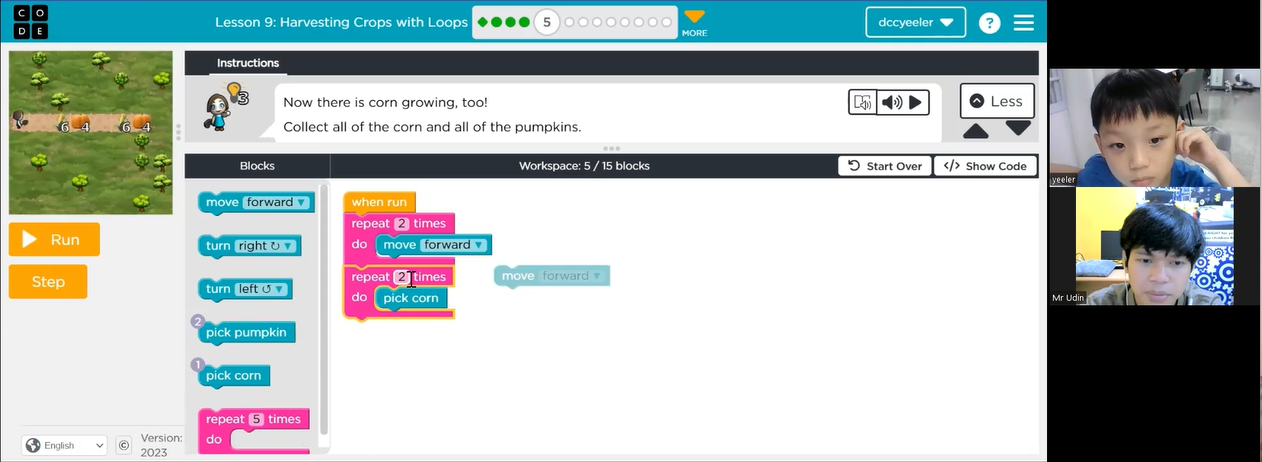 C O
D E
Lesson 9: Harvesting Crops with Loops
5
MORE
dccyeeler
?
Instructions
3
Now there is corn growing, too!
Collect all of the corn and all of the pumpkins.
Less
6 4 6 4
Blocks
Workspace: 5 / 15 blocks
Start Over
</> Show Code
Run
Step
move forward
turn right
turn left
2
pick pumpkin
1
pick corn
repeat 5 times
do
when run
repeat 2 times
do move forward
repeat 2 times
do pick corn
move forward
English
©
Version:
2023
yeeler
Mr Udin